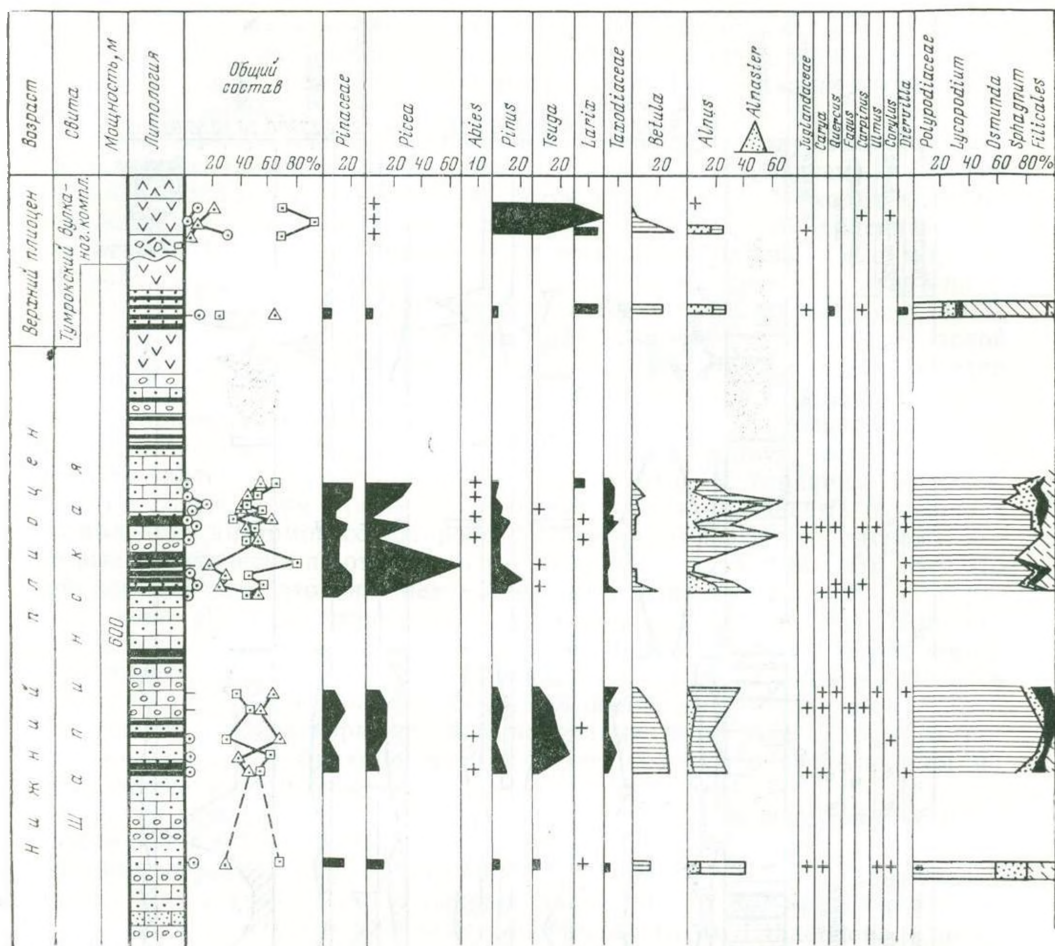 Возраст
Свита
Мощность, м
Литология
Общий
состав
20 40 60 80%
Pinaceae
20
Picea
20 40 60
Abies
10
Pinus
20
Tsuga
20
Larix
20
Taxodiaceae
Betula
20
Alnus
20 40 60
Alnaster
Juglandaceae
Carya
Quercus
Fagus
Carpinus
Ulmus
Corylus
Diervilla
Polypodiaceae
Lycopodium
Osmunda
Sphagnum
Filicales
20 40 60 80%
Верхний плиоцен
Тумрокский вулка-
ног. компл.
Нижний плиоцен
Шапинская
600